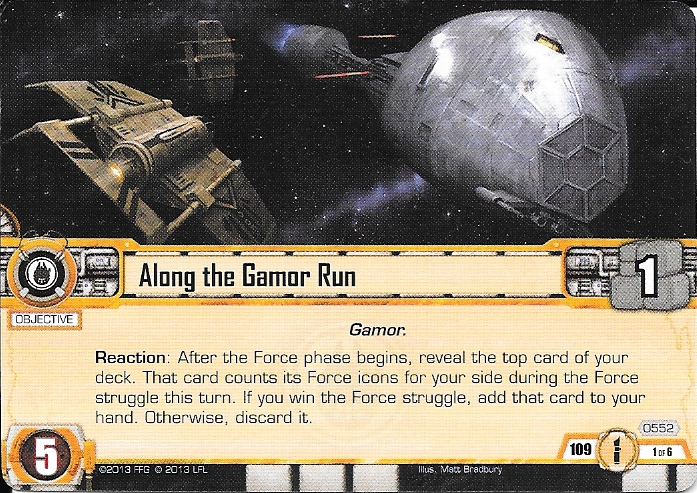 Along the Gamor Run
1
OBJECTIVE
Gamor.
Reaction: After the Force phase begins, reveal the top card of your
deck. That card counts its Force icons for your side during the Force
struggle this turn. If you win the Force struggle, add that card to your
hand. Otherwise, discard it.
0552
5
109
1 OF 6
©2013 FFG © 2013 LFL
Illus. Matt Bradbury